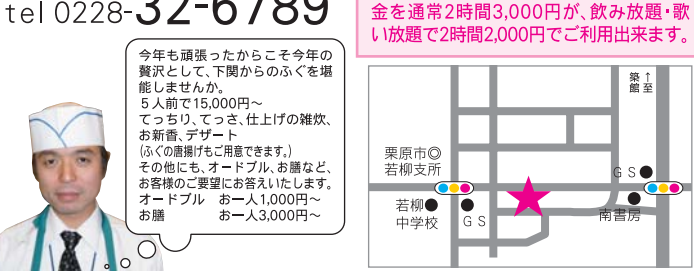 tel 0228-32-6789
金を通常2時間3,000円が、飲み放題・歌
い放題で2時間2,000円でご利用出来ます。
今年も頑張ったからこそ今年の
贅沢として、下関からのふぐを堪
能しませんか。
5人前で15,000円〜
てっちり、てっさ、仕上げの雑炊、
お新香、デザート
(ふぐの唐揚げもご用意できます。)
その他にも、オードブル、お膳など、
お客様のご要望にお答えいたします。
オードブル お一人1,000円〜
お膳 お一人3,000円〜
↑至
築館
栗原市◎
若柳支所
GS
若柳
中学校
GS
南書房